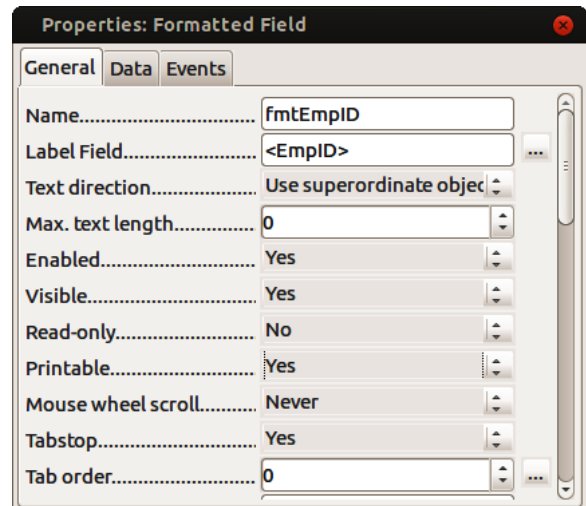 Properties: Formatted Field
General Data Events
Name............................. fmtEmpID
Label Field...................... <EmpID> ...
Text direction................... Use superordinate objec
Max. text length............... 0
Enabled......................... Yes
Visible........................... Yes
Read-only....................... No
Printable........................ Yes
Mouse wheel scroll......... Never
Tabstop......................... Yes
Tab order....................... 0 ...